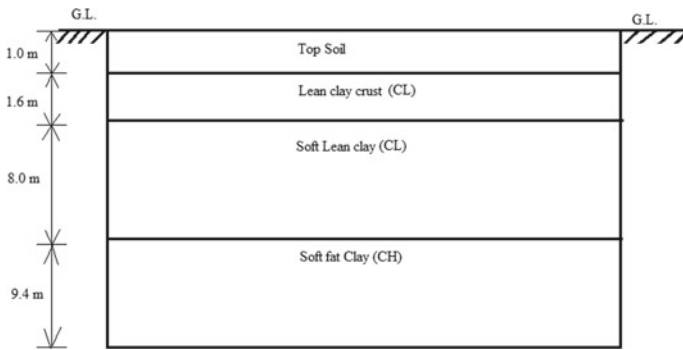 G.L.
G.L.
1.0 m
Top Soil
1.6 m
Lean clay crust (CL)
Soft Lean clay (CL)
8.0 m
Soft fat Clay (CH)
9.4 m